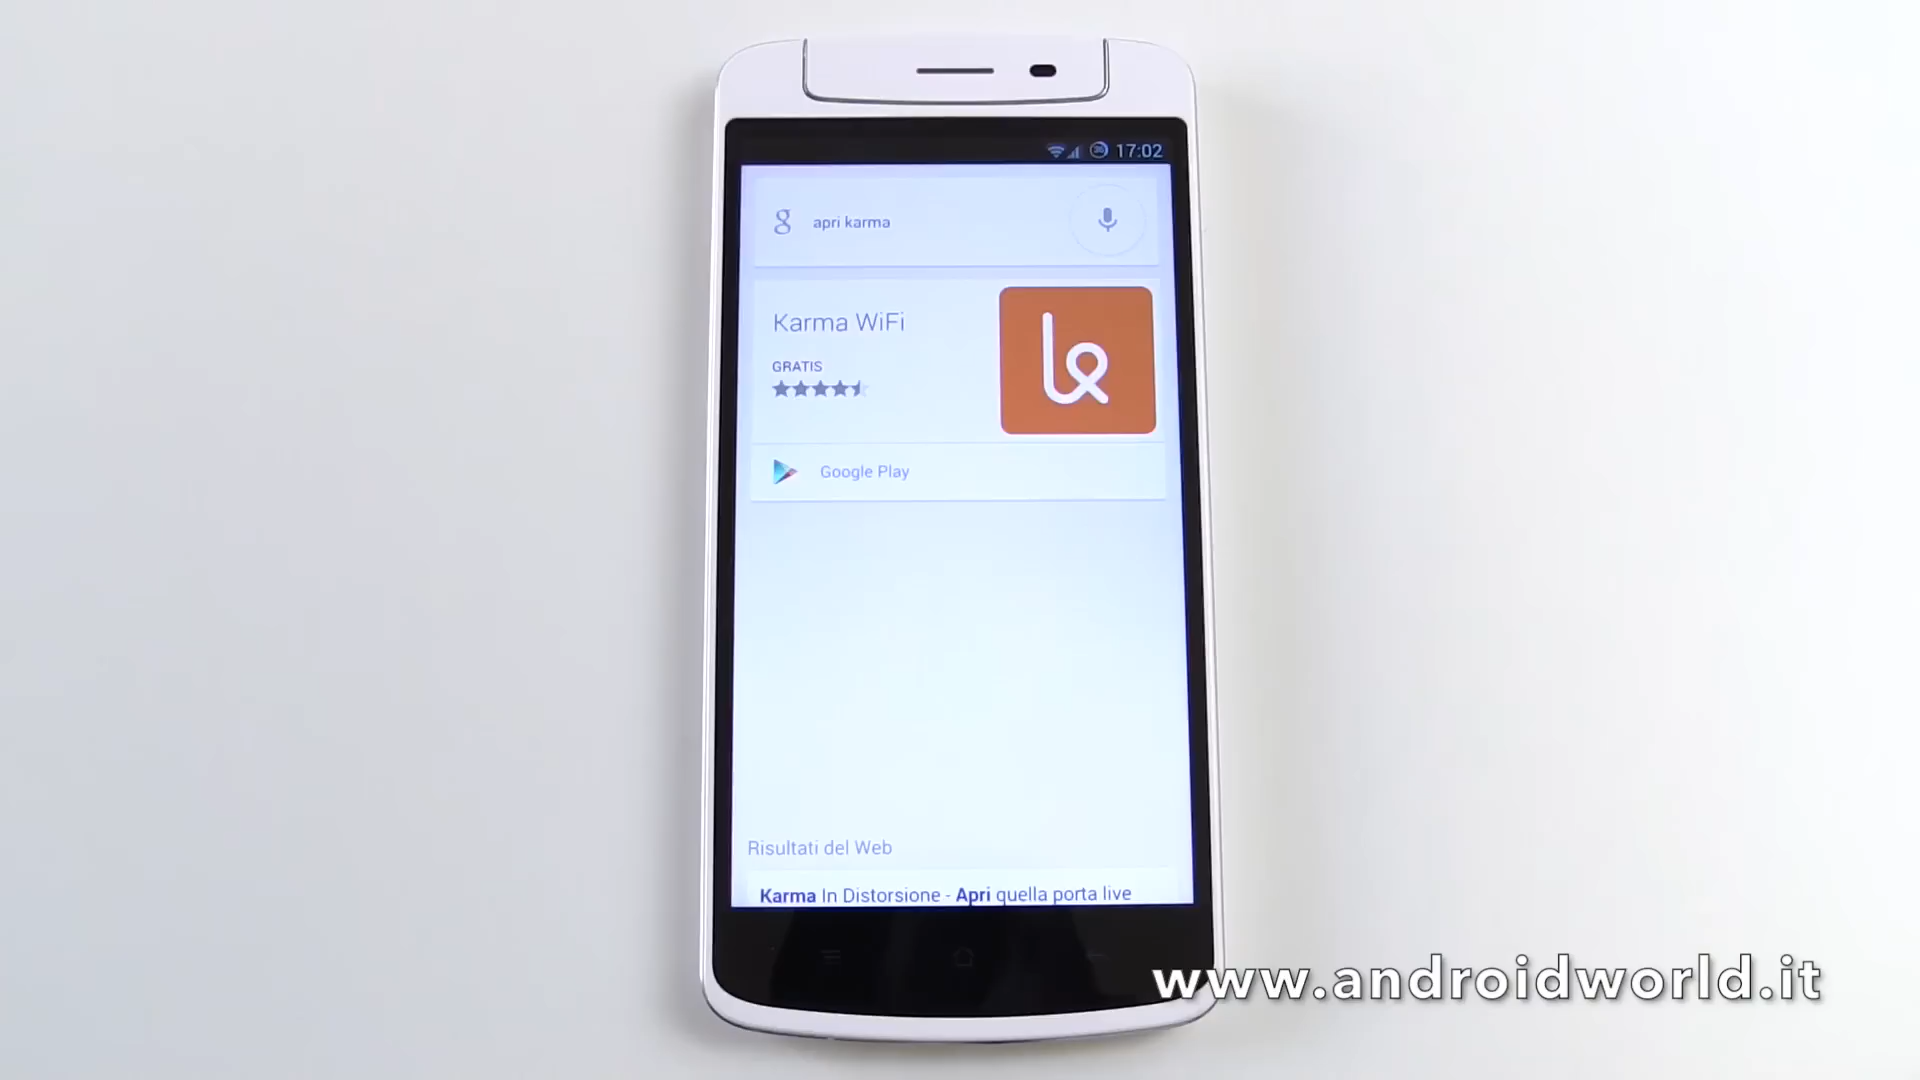 17:02
g apri karma
Karma WiFi
GRATIS
Google Play
Risultati del Web
Karma In Distorsione - Apri quella porta live
www.androidworld.it